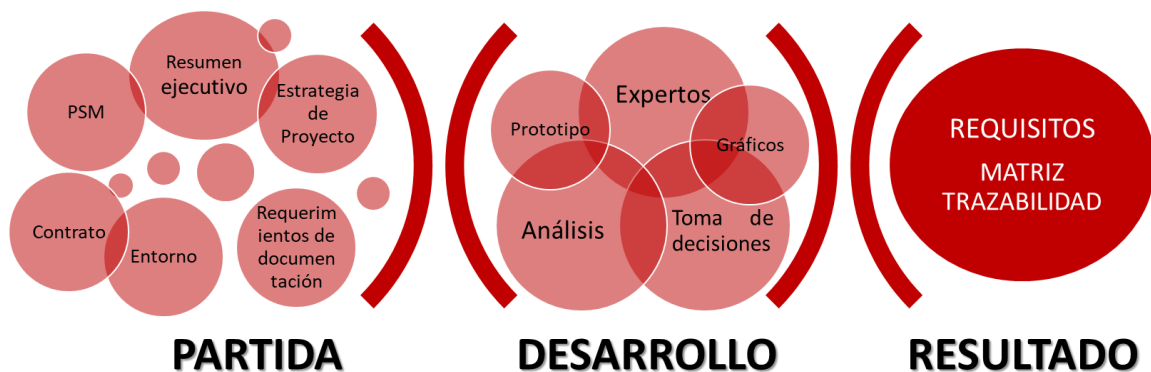 Resumen
ejecutivo
PSM
Estrategia
de
Proyecto
Contrato
Entorno
Requerim
ientos de
documen
tación
Expertos
Prototipo
Gráficos
Análisis
Toma de
decisiones
REQUISITOS
MATRIZ
TRAZABILIDAD
PARTIDA
DESARROLLO
RESULTADO